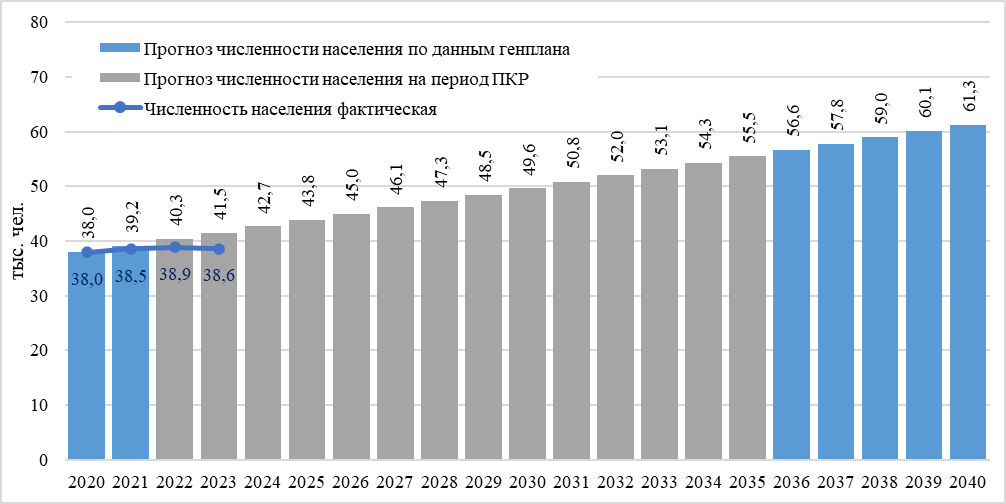 80
70
60
50
40
30
20
10
0
тыс. чел.
Прогноз численности населения по данным генплана
Прогноз численности населения на период ПКР
Численность населения фактическая
38,0 39,2 40,3 41,5 42,7 43,8 45,0 46,1 47,3 48,5 49,6 50,8 52,0 53,1 54,3 55,5 56,6 57,8 59,0 60,1 61,3
38,0 38,5 38,9 38,6
2020 2021 2022 2023 2024 2025 2026 2027 2028 2029 2030 2031 2032 2033 2034 2035 2036 2037 2038 2039 2040